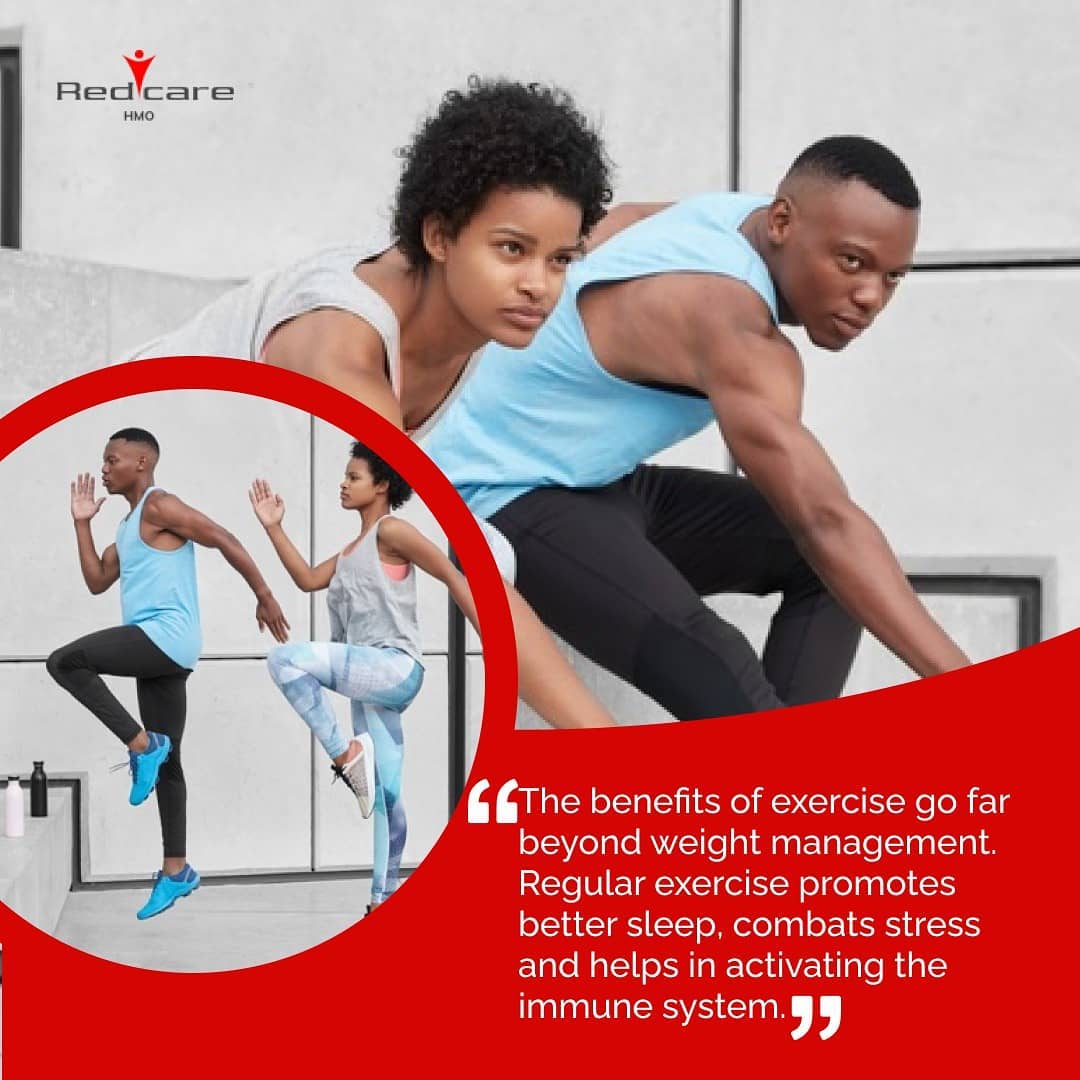 Redicare
HMO
The benefits of exercise go far
beyond weight management.
Regular exercise promotes
better sleep, combats stress
and helps in activating the
immune system.